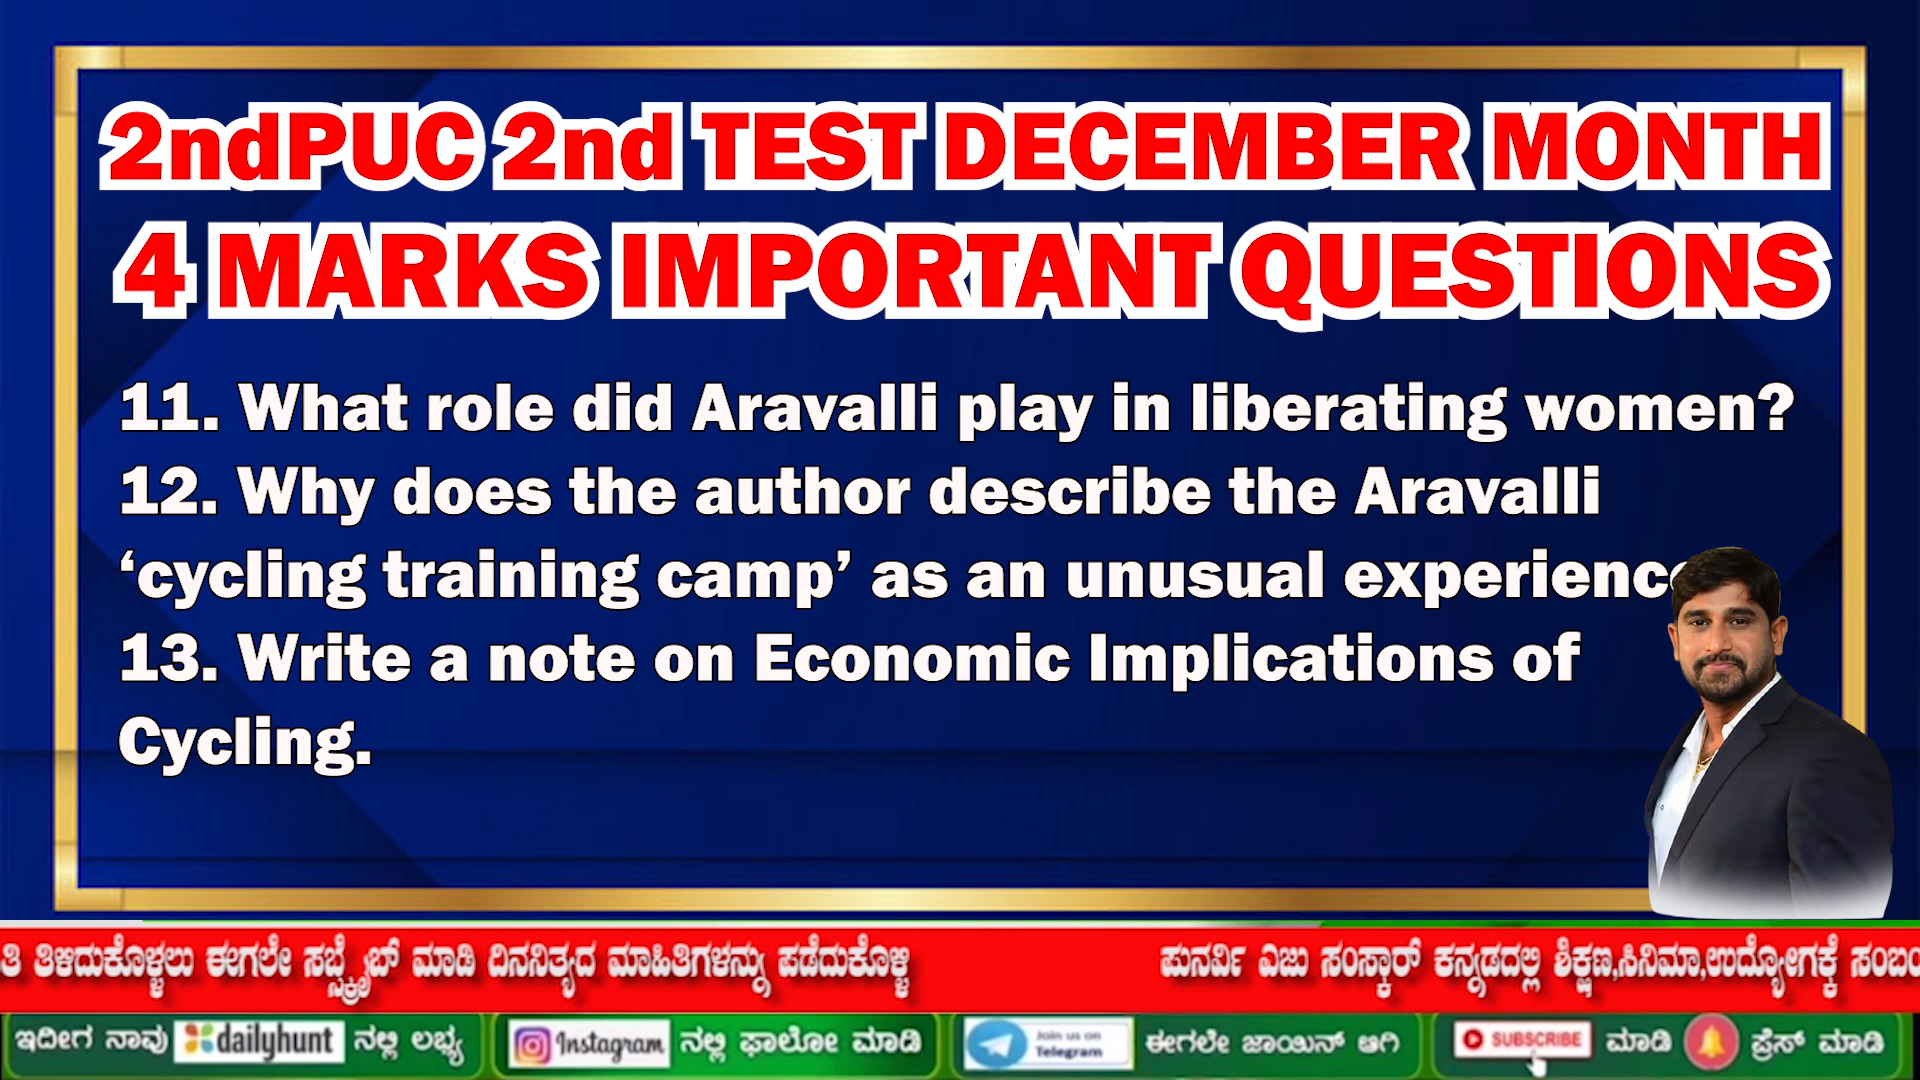 2ndPUC 2nd TEST DECEMBER MONTH
4 MARKS IMPORTANT QUESTIONS
11. What role did Aravalli play in liberating women?
12. Why does the author describe the Aravalli
‘cycling training camp’ as an unusual
13. Write a note on Economic Implications of
Cycling.
ತಿಳಿದುಕೊಳ್ಳಲು ಈಗಲೇ ಸಬ್ಸ್ಕ್ರೈಬ್ ಮಾಡಿ ದಿನನಿತ್ಯದ ಮಾಹಿತಿಗಳನ್ನು ಪಡೆದುಕೊಳ್ಳಿ ಪುನರ್ವಿ ಎಜು ಸಂಸ್ಕಾರ್ ಕನ್ನಡದಲ್ಲಿ ಶಿಕ್ಷಣ,ಸಿನಿಮಾ,ಉದ್ಯೋಗಕ್ಕೆ
ಇದೀಗ ನಾವು dailyhunt ನಲ್ಲಿ ಲಭ್ಯ Instagram ನಲ್ಲಿ ಫಾಲೋ ಮಾಡಿ Join us on Telegram ಈಗಲೇ ಜಾಯಿನ್ ಆಗಿ SUBSCRIBE ಮಾಡಿ ಪ್ರೆಸ್ ಮಾಡಿ